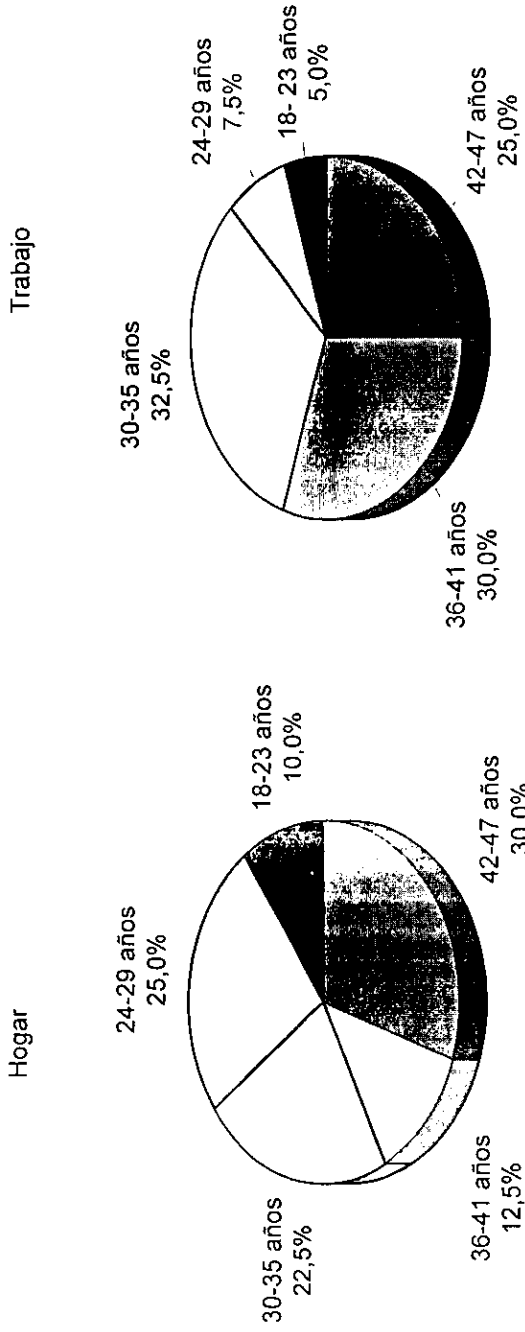 Hogar
24-29 años
25,0%
18-23 años
10,0%
30-35 años
22,5%
36-41 años
12,5%
42-47 años
30,0%
Trabajo
30-35 años
32,5%
24-29 años
7,5%
18- 23 años
5,0%
36-41 años
30,0%
42-47 años
25,0%